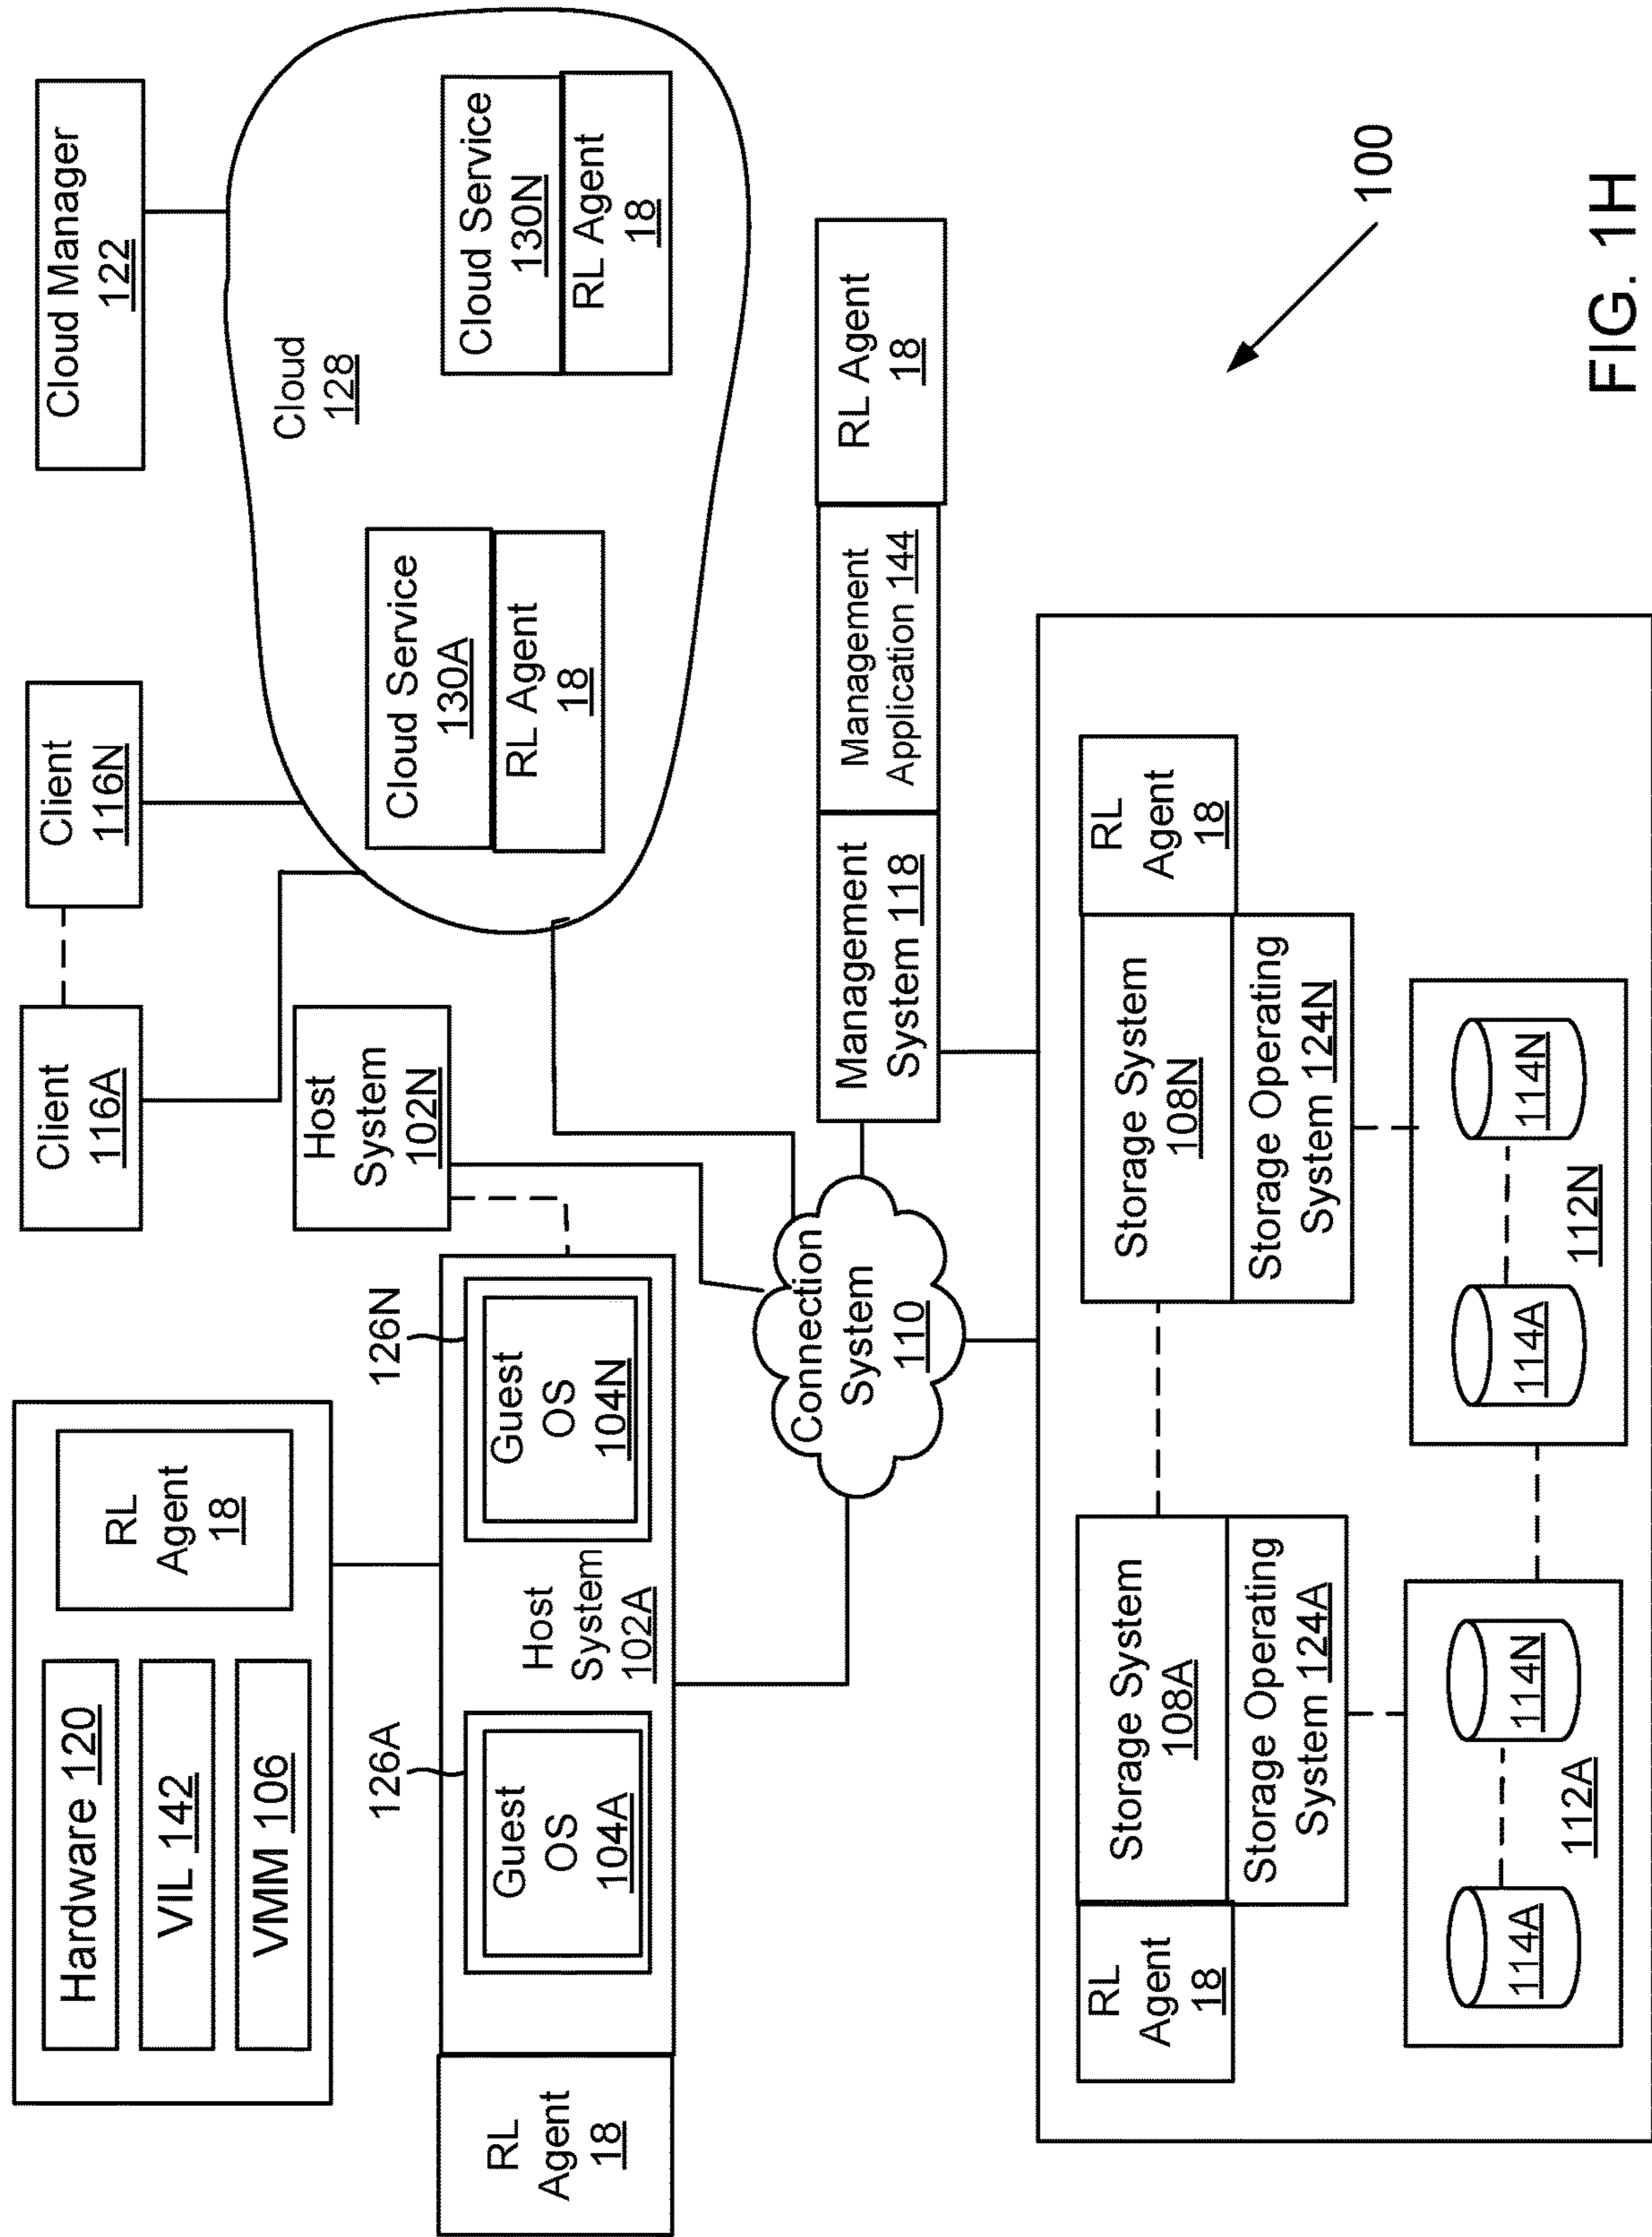 Hardware 120
VIL 142
VMM 106
RL
Agent
18
Client
116A
Client
116N
Cloud Manager
122
Host
System
102N
Cloud
128
Cloud Service
130A
RL Agent
18
Cloud Service
130N
RL Agent
18
126A
126N
RL
Agent
18
Guest
OS
104A
Host
System
102A
Guest
OS
104N
Connection
System
110
Management
System 118
Management
Application 144
RL Agent
18
RL
Agent
18
Storage System
108A
Storage Operating
System 124A
Storage System
108N
Storage Operating
System 124N
RL
Agent
18
114A
114N
112A
114A
114N
112N
100
FIG. 1H